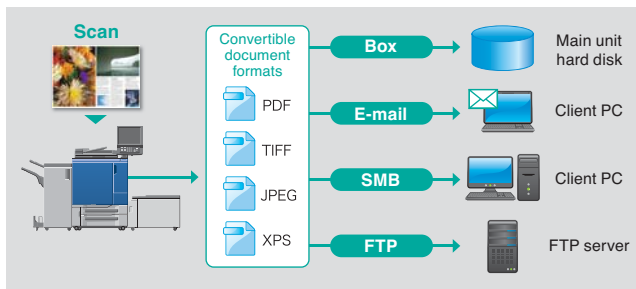 Scan
Convertible
document
formats
PDF
TIFF
JPEG
XPS
Box
Main unit
hard disk
E-mail
Client PC
SMB
Client PC
FTP
FTP server